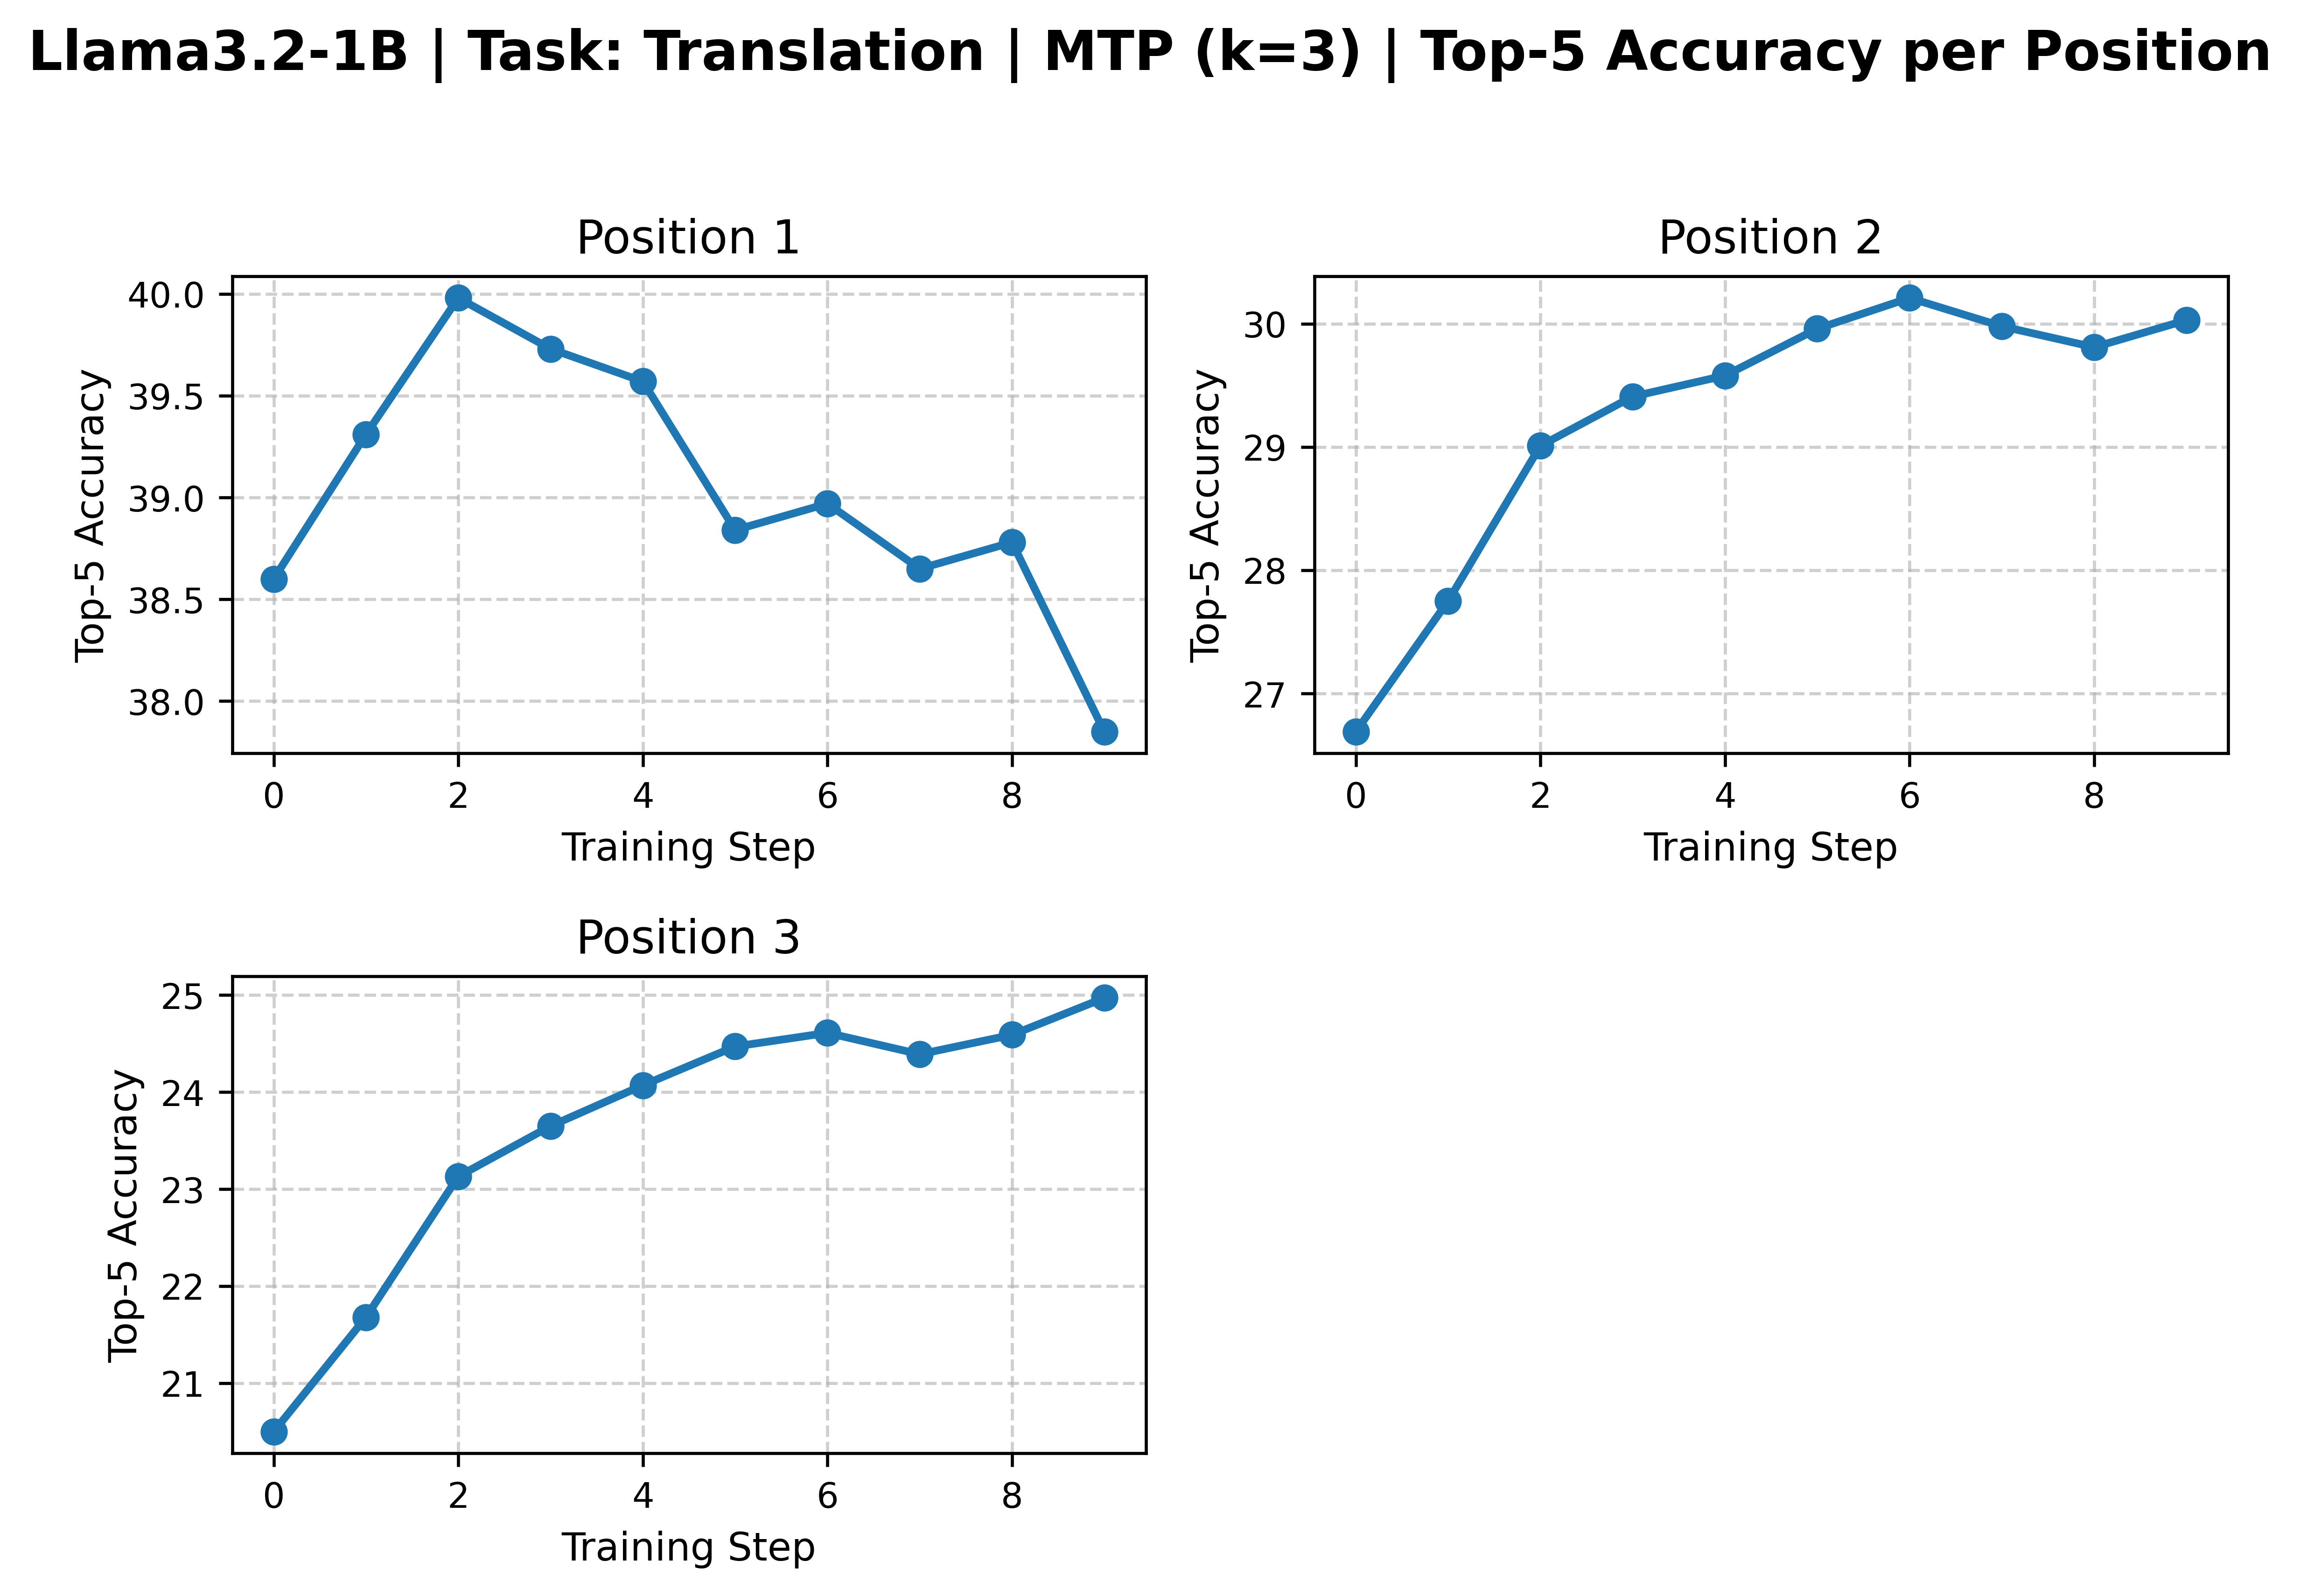 Llama3.2-1B | Task: Translation | MTP (k=3) | Top-5 Accuracy per Position
Position 1
Top-5 Accuracy
40.0
39.5
39.0
38.5
38.0
0 2 4 6 8
Training Step
Position 2
Top-5 Accuracy
30
29
28
27
0 2 4 6 8
Training Step
Position 3
Top-5 Accuracy
25
24
23
22
21
0 2 4 6 8
Training Step